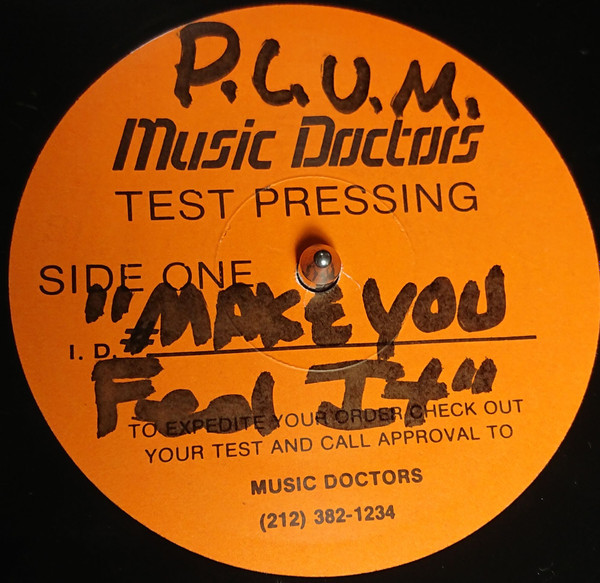 P.G.U.M.
Music Doctors
TEST PRESSING
SIDE ONE
"MAKE YOU
I. D. #
Feel It"
TO EXPEDITE YOUR ORDER CHECK OUT
YOUR TEST AND CALL APPROVAL TO
MUSIC DOCTORS
(212) 382-1234